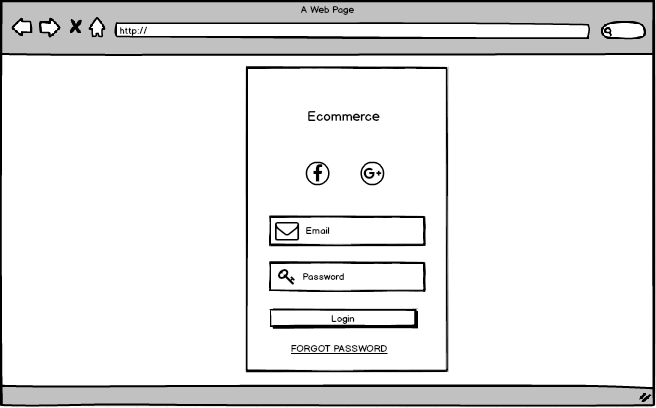 A Web Page
http://
Ecommerce
f G+
Email
Password
Login
FORGOT PASSWORD